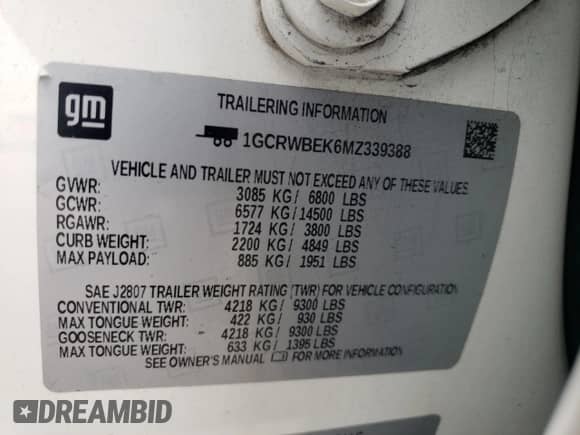 gm
TRAILERING INFORMATION
1GCRWBEK6MZ339388
VEHICLE AND TRAILER MUST NOT EXCEED ANY OF THESE VALUES
GVWR: 3085 KG/ 6800 LBS
GCWR: 6577 KG/14500 LBS
RGAWR: 1724 KG/ 3800 LBS
CURB WEIGHT: 2200 KG/ 4849 LBS
MAX PAYLOAD: 885 KG/ 1951 LBS
SAE J2807 TRAILER WEIGHT RATING (TWR) FOR VEHICLE CONFIGURATION
CONVENTIONAL TWR: 4218 KG/ 9300 LBS
MAX TONGUE WEIGHT: 422 KG/ 930 LBS
GOOSENECK TWR: 4218 KG/ 9300 LBS
MAX TONGUE WEIGHT: 633 KG/ 1395 LBS
SEE OWNER'S MANUAL FOR MORE INFORMATION
DREAMBID